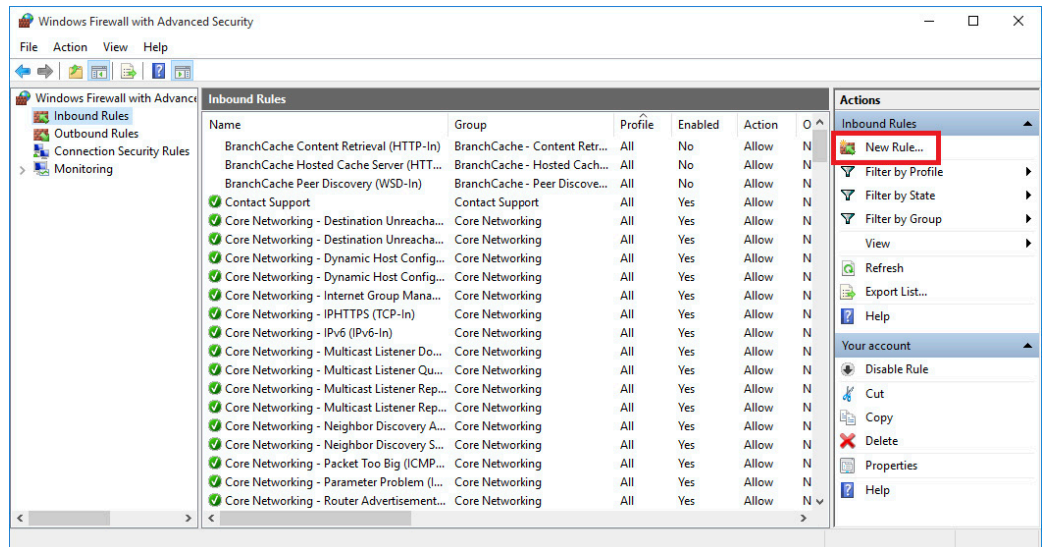 Windows Firewall with Advanced Security
File Action View Help
Windows Firewall with Advance
Inbound Rules
Outbound Rules
Connection Security Rules
Monitoring
Inbound Rules
Name Group Profile Enabled Action O
BranchCache Content Retrieval (HTTP-In) BranchCache - Content Retr... All No Allow N
BranchCache Hosted Cache Server (HTT... BranchCache - Hosted Cach... All No Allow N
BranchCache Peer Discovery (WSD-In) BranchCache - Peer Discove... All No Allow N
Contact Support Contact Support All Yes Allow N
Core Networking - Destination Unreacha... Core Networking All Yes Allow N
Core Networking - Destination Unreacha... Core Networking All Yes Allow N
Core Networking - Dynamic Host Config... Core Networking All Yes Allow N
Core Networking - Dynamic Host Config... Core Networking All Yes Allow N
Core Networking - Internet Group Mana... Core Networking All Yes Allow N
Core Networking - IPHTTPS (TCP-In) Core Networking All Yes Allow N
Core Networking - IPv6 (IPv6-In) Core Networking All Yes Allow N
Core Networking - Multicast Listener Do... Core Networking All Yes Allow N
Core Networking - Multicast Listener Qu... Core Networking All Yes Allow N
Core Networking - Multicast Listener Rep... Core Networking All Yes Allow N
Core Networking - Multicast Listener Rep... Core Networking All Yes Allow N
Core Networking - Neighbor Discovery A... Core Networking All Yes Allow N
Core Networking - Neighbor Discovery S... Core Networking All Yes Allow N
Core Networking - Packet Too Big (ICMP... Core Networking All Yes Allow N
Core Networking - Parameter Problem (I... Core Networking All Yes Allow N
Core Networking - Router Advertisement... Core Networking All Yes Allow N
Actions
Inbound Rules
New Rule...
Filter by Profile
Filter by State
Filter by Group
View
Refresh
Export List...
Help
Your account
Disable Rule
Cut
Copy
Delete
Properties
Help